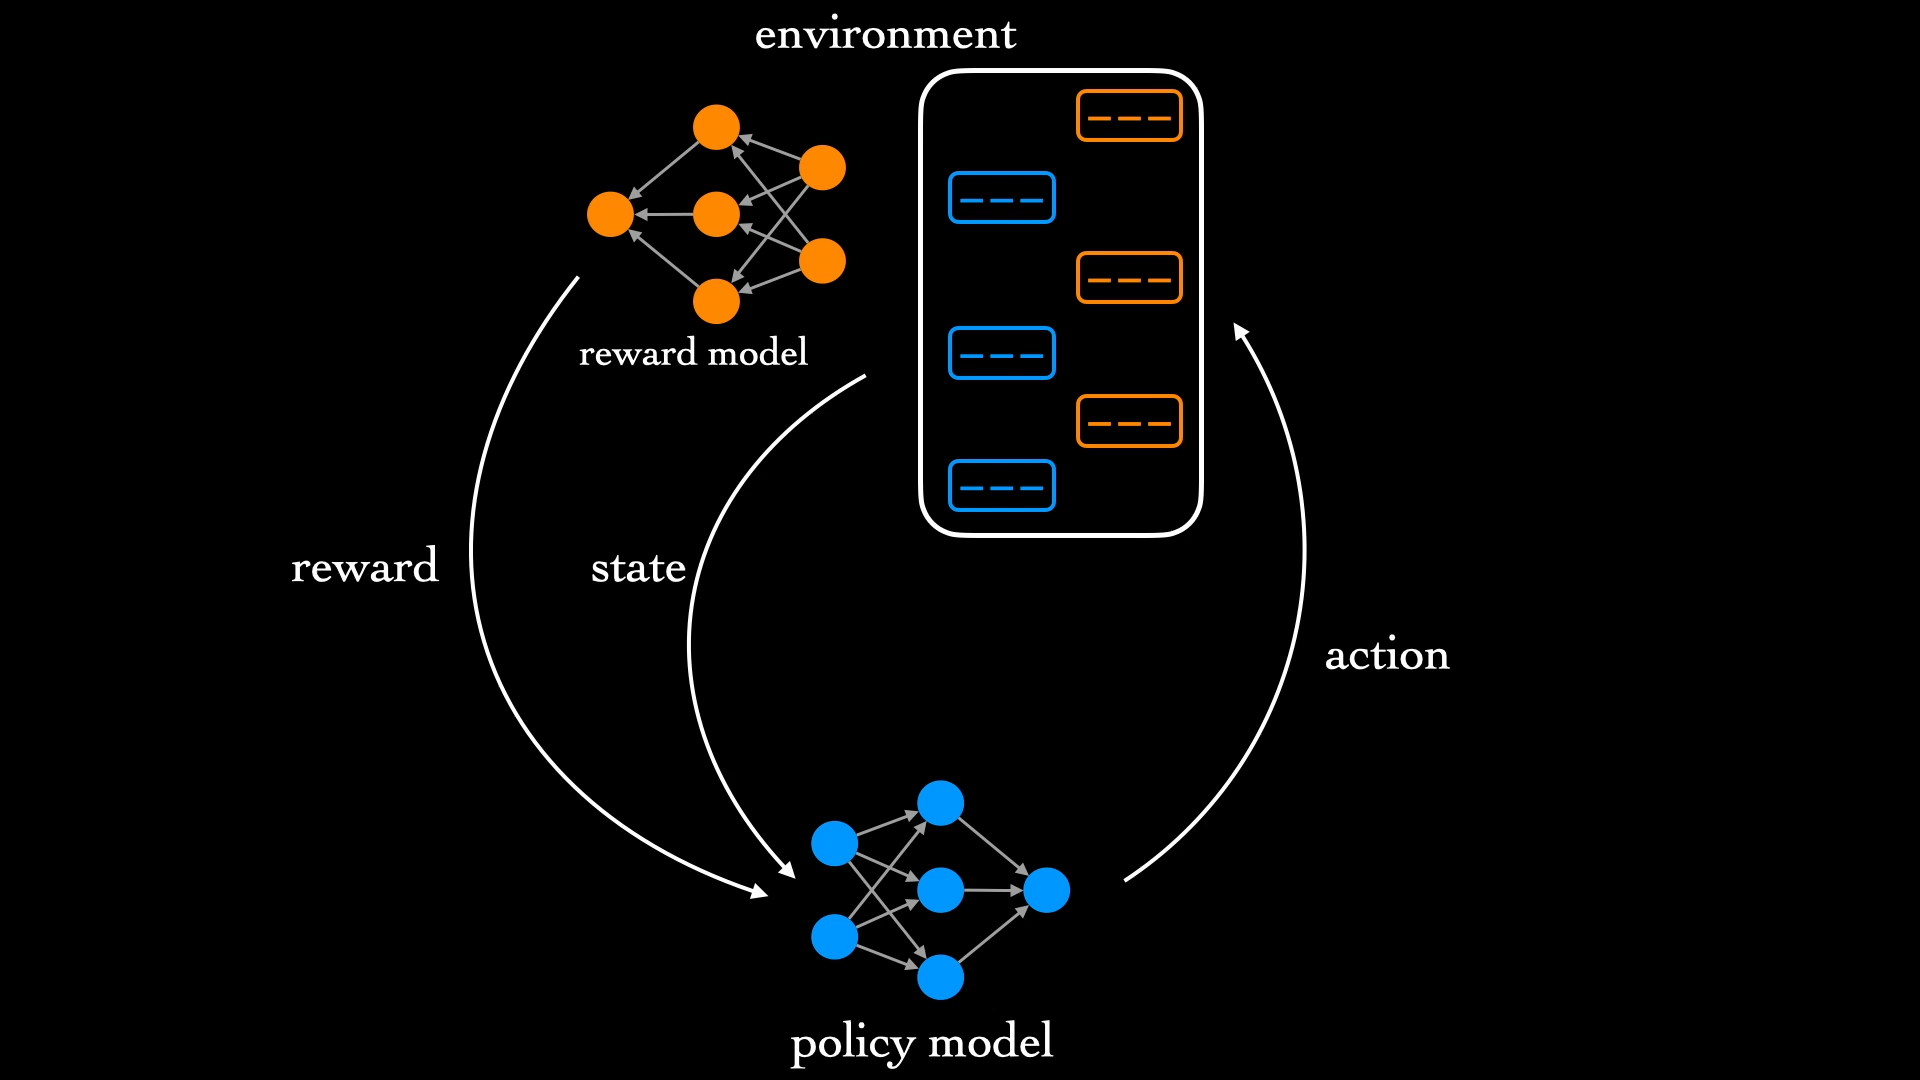 environment
reward model
reward
state
action
policy model